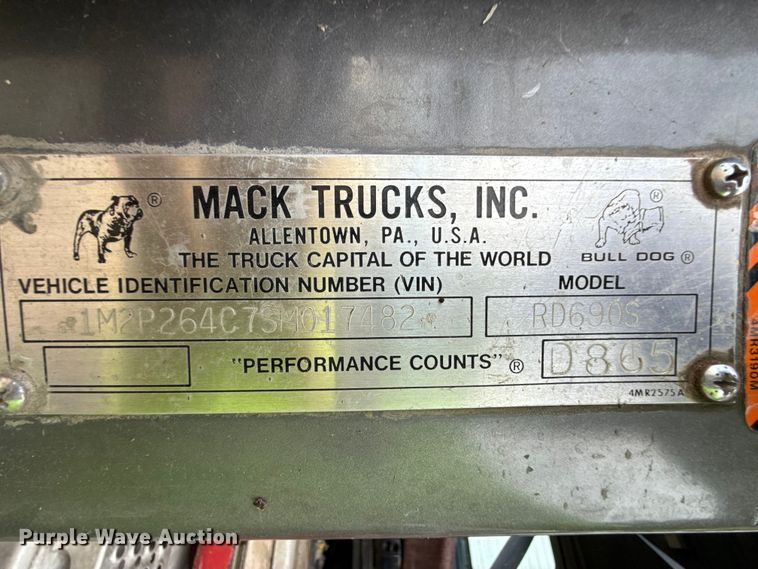 MACK TRUCKS, INC.
ALLENTOWN, PA., U.S.A.
THE TRUCK CAPITAL OF THE WORLD
®
®
BULL DOG ®
VEHICLE IDENTIFICATION NUMBER (VIN)
MODEL
1M2P264C7SM017482
RD690S
"PERFORMANCE COUNTS" ®
D865
4MR2575A
4MR3190M
Purple Wave Auction